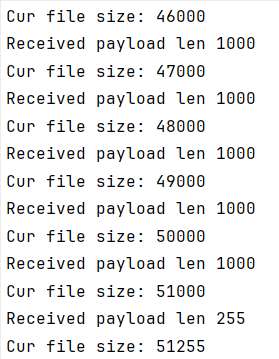 Cur file size: 46000
Received payload len 1000
Cur file size: 47000
Received payload len 1000
Cur file size: 48000
Received payload len 1000
Cur file size: 49000
Received payload len 1000
Cur file size: 50000
Received payload len 1000
Cur file size: 51000
Received payload len 255
Cur file size: 51255